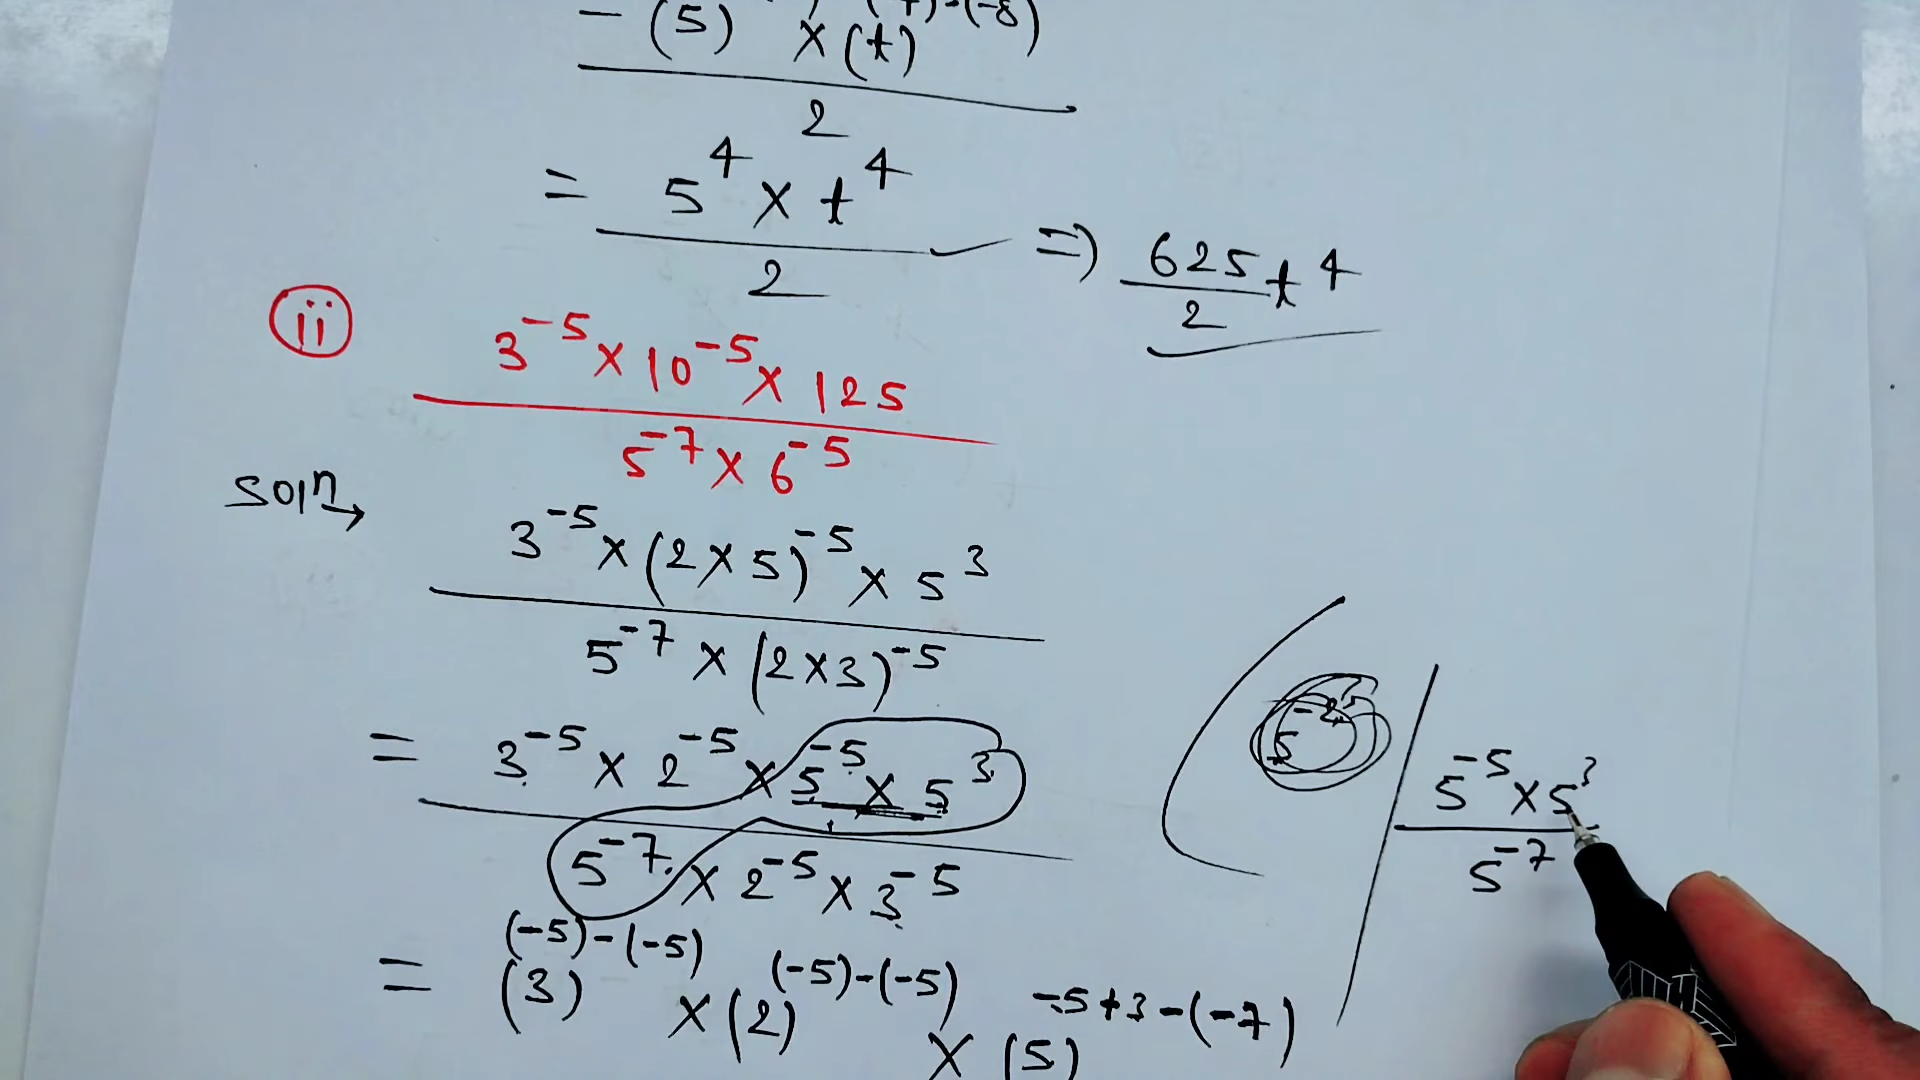 - (5) × (t)^(-7)-(-8)
2
= 5^4 × t^4
2
=) 625 t^4
2
(ii) 3^-5 × 10^-5 × 125
5^-7 × 6^-5
Soln→
3^-5 × (2×5)^-5 × 5^3
5^-7 × (2×3)^-5
= 3^-5 × 2^-5 × 5^-5 × 5^3
5^-7 × 2^-5 × 3^-5
= (3)^(-5)-(-5) × (2)^(-5)-(-5) × (5)^-5+3-(-7)
5^-5 × 5^3
5^-7